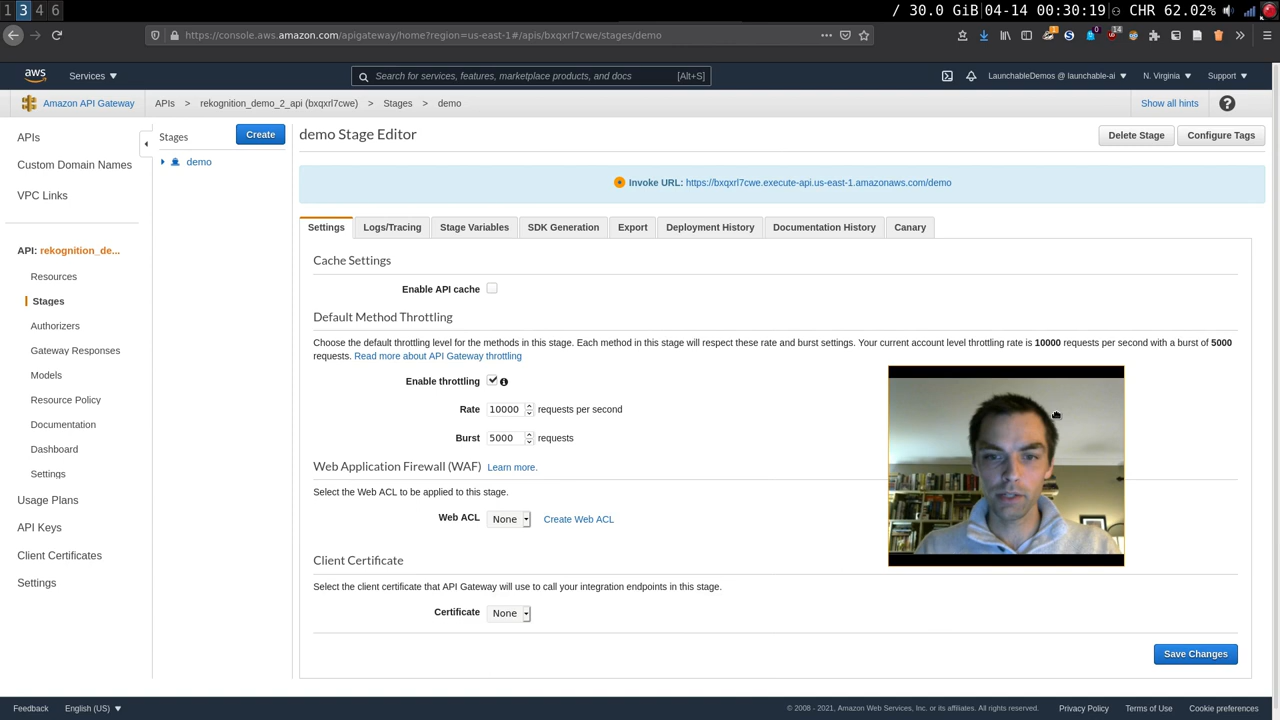 1 3 4 6
/ 30.0 GiB|04-14 00:30:19 CHR 62.02%
https://console.aws.amazon.com/apigateway/home?region=us-east-1#/apis/bxqxrl7cwe/stages/demo
aws Services Search for services, features, marketplace products, and docs [Alt+S] LaunchableDemos @ launchable-ai N. Virginia Support
Amazon API Gateway APIs > rekognition_demo_2_api (bxqxrl7cwe) > Stages > demo Show all hints ?
APIs
Custom Domain Names
VPC Links
API: rekognition_de...
Resources
Stages
Authorizers
Gateway Responses
Models
Resource Policy
Documentation
Dashboard
Settings
Usage Plans
API Keys
Client Certificates
Settings
Stages Create
demo
demo Stage Editor Delete Stage Configure Tags
Invoke URL: https://bxqxrl7cwe.execute-api.us-east-1.amazonaws.com/demo
Settings Logs/Tracing Stage Variables SDK Generation Export Deployment History Documentation History Canary
Cache Settings
Enable API cache
Default Method Throttling
Choose the default throttling level for the methods in this stage. Each method in this stage will respect these rate and burst settings. Your current account level throttling rate is 10000 requests per second with a burst of 5000
requests. Read more about API Gateway throttling
Enable throttling
Rate 10000 requests per second
Burst 5000 requests
Web Application Firewall (WAF) Learn more.
Select the Web ACL to be applied to this stage.
Web ACL None Create Web ACL
Client Certificate
Select the client certificate that API Gateway will use to call your integration endpoints in this stage.
Certificate None
Save Changes
Feedback English (US) © 2008 - 2021, Amazon Web Services, Inc. or its affiliates. All rights reserved. Privacy Policy Terms of Use Cookie preferences